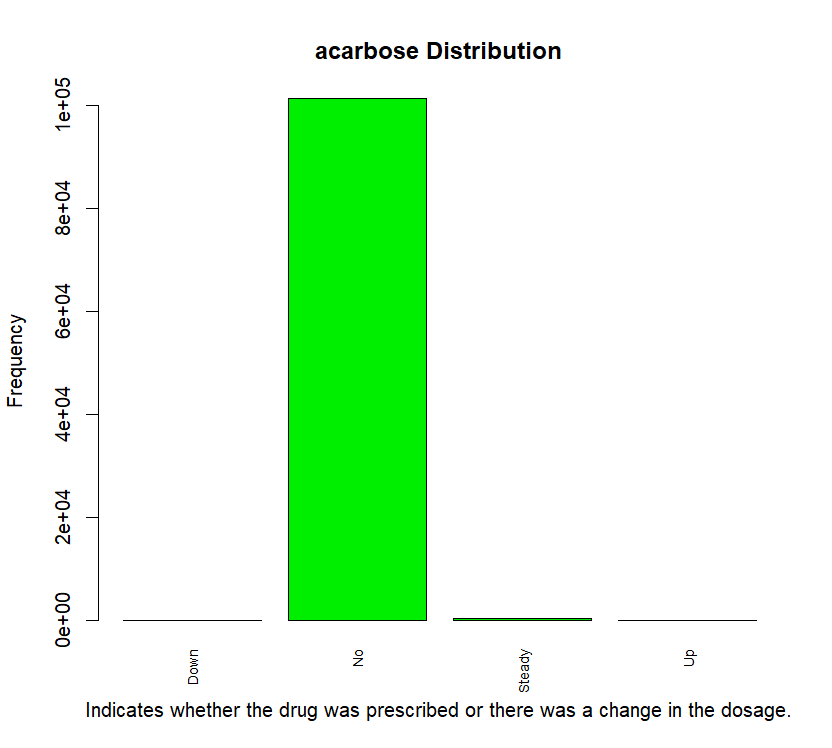 acarbose Distribution
Frequency
1e+05
8e+04
6e+04
4e+04
2e+04
0e+00
Down
No
Steady
Up
Indicates whether the drug was prescribed or there was a change in the dosage.